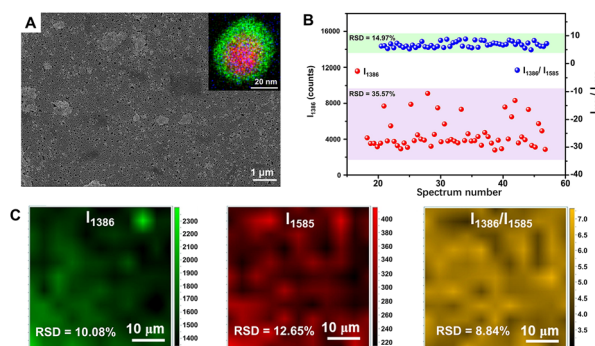 A
20 nm
1 µm
B
RSD = 14.97%
I1386
I1386/ I1585
RSD = 35.57%
I1386 (counts)
16000
12000
8000
4000
0
10
0
-10
-20
-30
-40
20
30
40
50
60
Spectrum number
C
I1386
RSD = 10.08%
10 µm
2300
2200
2100
2000
1900
1800
1700
1600
1500
1400
I1585
RSD = 12.65%
10 µm
400
380
360
340
320
300
280
260
240
220
I1386/I1585
RSD = 8.84%
10 µm
7.0
6.5
6.0
5.5
5.0
4.5
4.0
3.5